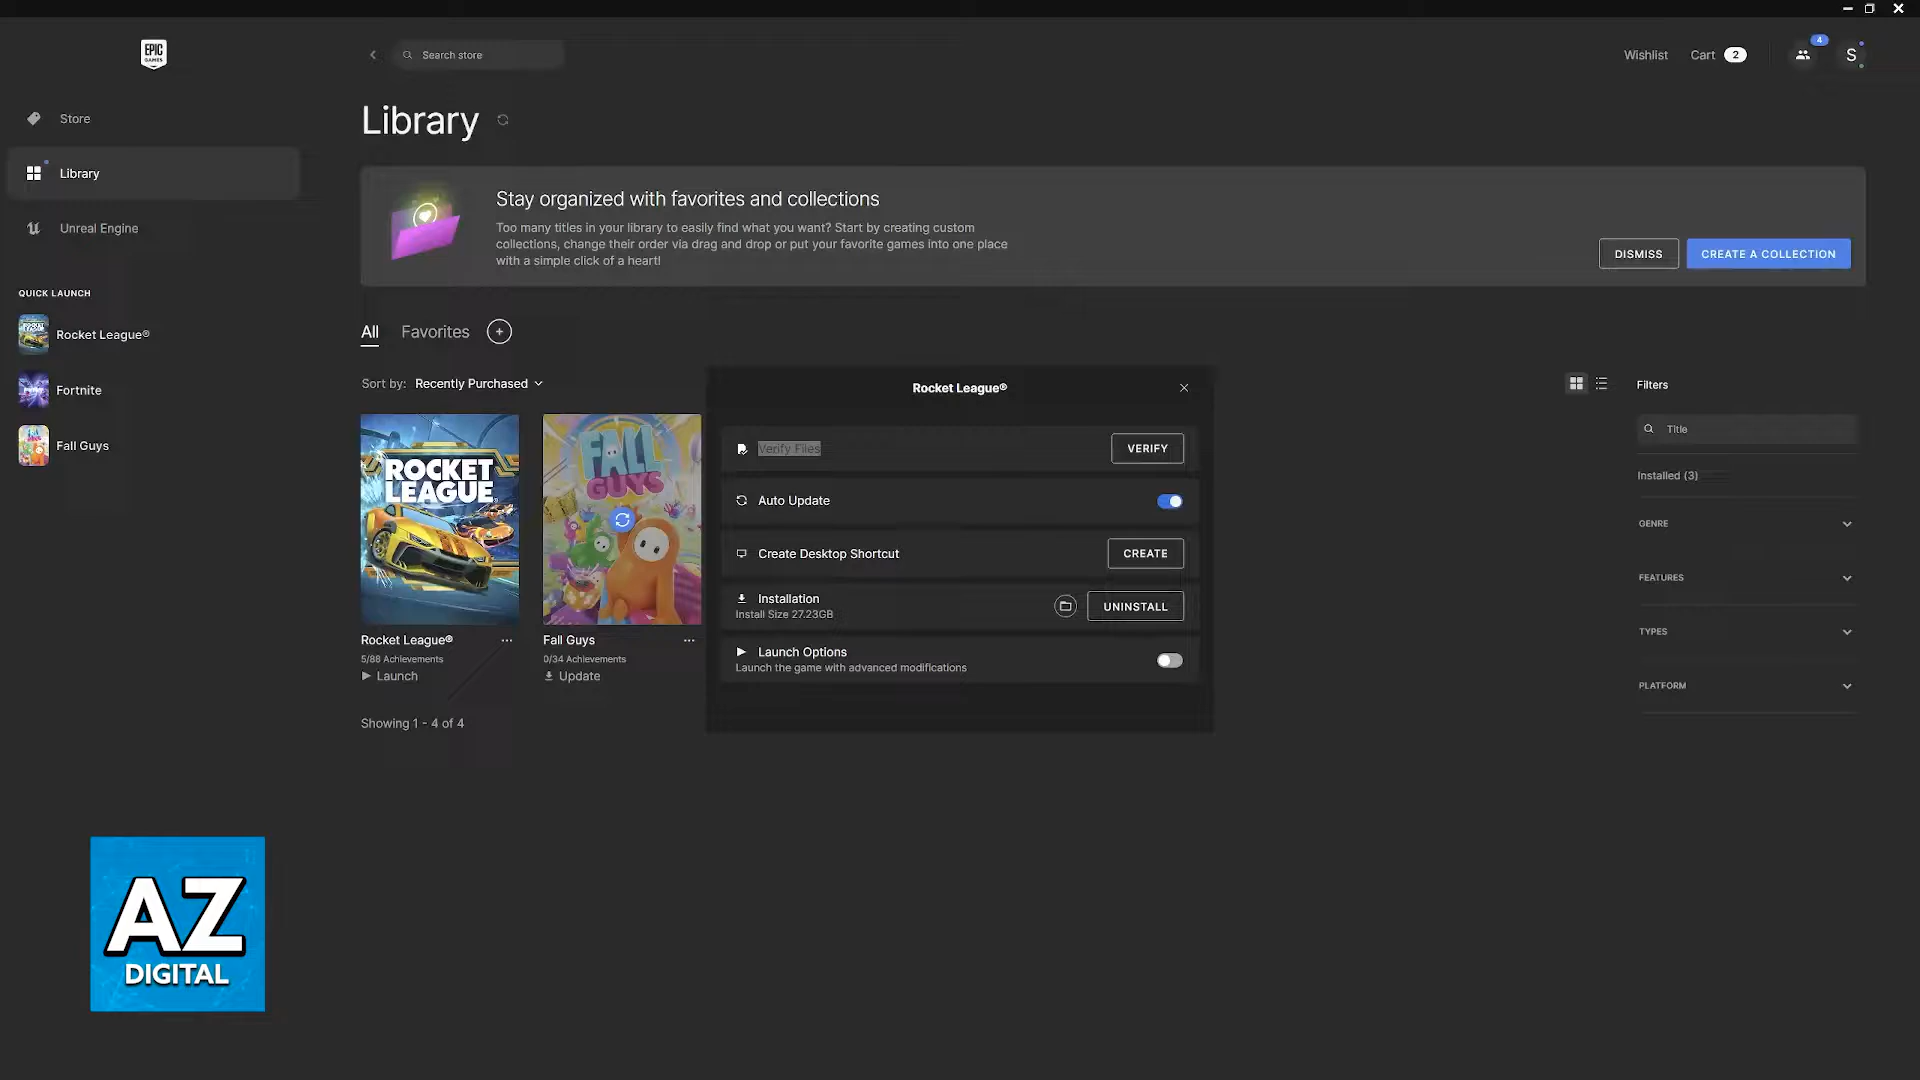 EPIC
GAMES
Search store
Wishlist
Cart
2
4
S
Store
Library
Unreal Engine
QUICK LAUNCH
Rocket League®
Fortnite
Fall Guys
Library
Stay organized with favorites and collections
Too many titles in your library to easily find what you want? Start by creating custom
collections, change their order via drag and drop or put your favorite games into one place
with a simple click of a heart!
DISMISS
CREATE A COLLECTION
All
Favorites
Sort by: Recently Purchased
ROCKET
LEAGUE
FALL
GUYS
Rocket League®
5/88 Achievements
Launch
Fall Guys
0/34 Achievements
Update
Showing 1 - 4 of 4
Rocket League®
Verify Files
VERIFY
Auto Update
Create Desktop Shortcut
CREATE
Installation
Install Size 27.23GB
UNINSTALL
Launch Options
Launch the game with advanced modifications
Filters
Title
Installed (3)
GENRE
FEATURES
TYPES
PLATFORM
AZ
DIGITAL